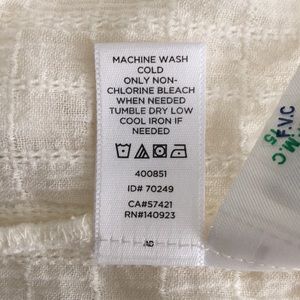 MACHINE WASH
COLD
ONLY NON-
CHLORINE BLEACH
WHEN NEEDED
TUMBLE DRY LOW
COOL IRON IF
NEEDED
400851
ID# 70249
CA#57421
RN#140923
F.V.C
M.C